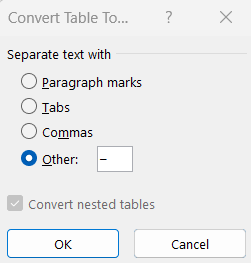 Convert Table To... ? ×
Separate text with
Paragraph marks
Tabs
Commas
Other: –
Convert nested tables
OK Cancel